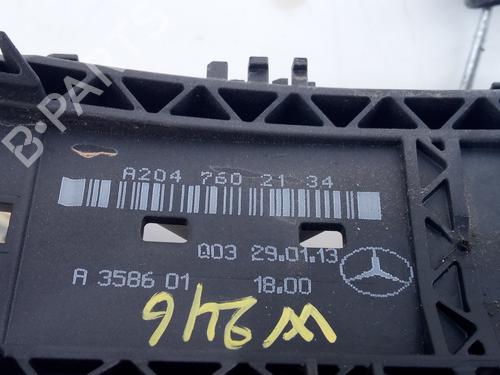 B-PARTS
A204 760 21 34
Q03 29.01.13
A 3586 01 18.00
W246